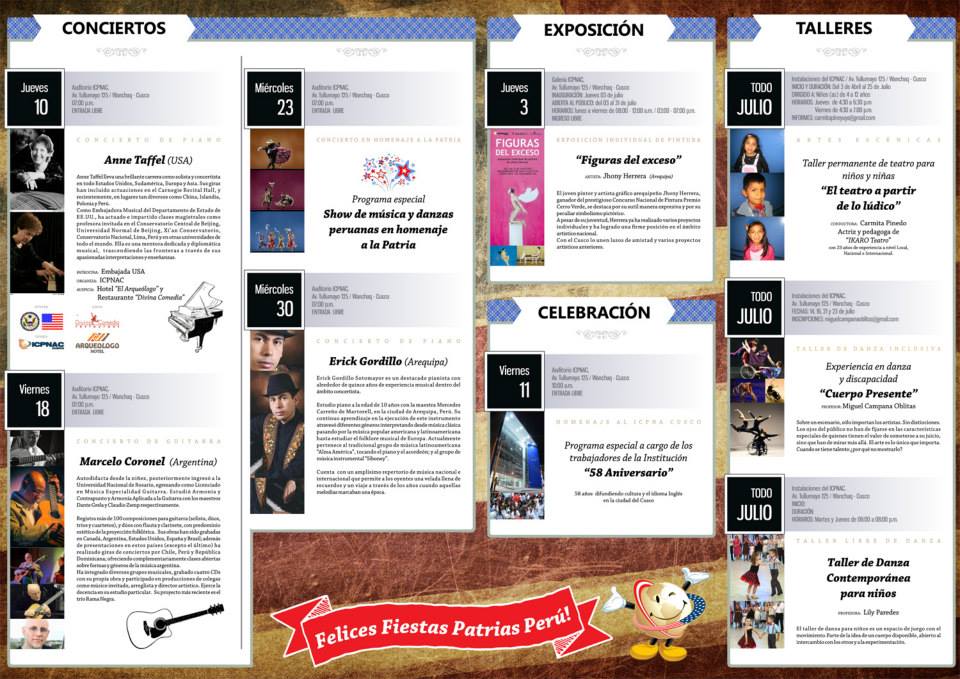 CONCIERTOS
Jueves
10
Auditorio ICPNAC,
Av. Tullumayo 125 / Wanchaq - Cusco
07:00 p.m.
ENTRADA LIBRE
CONCIERTO DE PIANO
Anne Taffel (USA)
Anne Taffel lleva una brillante carrera como solista y concertista
en todo Estados Unidos, Sudamérica, Europa y Asia. Sus giras
han incluido actuaciones en el Carnegie Recital Hall, y
recientemente, en lugares tan diversos como China, Islandia,
Polonia y Perú.
Como Embajadora Musical del Departamento de Estado de
EE.UU., ha actuado e impartido clases magistrales como
profesora invitada en el Conservatorio Central de Beijing,
Universidad Normal de Beijing, Xi'an Conservatorio,
Conservatorio Nacional, Lima, Perú y en otras universidades de
todo el mundo. Ella es una mentora dedicada y diplomática
musical, trascendiendo las fronteras a través de sus
apasionadas interpretaciones y enseñanzas.
PATROCINA: Embajada USA
ORGANIZA: ICPNAC
AUSPICIA: Hotel "El Arqueólogo" y
Restaurante "Divina Comedia"
ICPNAC
ARQUEOLOGO
HOTEL
Viernes
18
Auditorio ICPNAC,
Av. Tullumayo 125 / Wanchaq - Cusco
07:00 p.m.
ENTRADA LIBRE
CONCIERTO DE GUITARRA
Marcelo Coronel (Argentina)
Autodidacta desde la niñez, posteriormente ingresó a la
Universidad Nacional de Rosario, egresando como Licenciado
en Música Especialidad Guitarra. Estudió Armonía y
Contrapunto y Armonía Aplicada a la Guitarra con los maestros
Dante Grela y Claudio Zemp respectivamente.
Registra más de 100 composiciones para guitarra (solista, dúos,
tríos y cuartetos), y dúos con flauta y clarinete, con predominio
estético de la proyección folklórica. Sus obras han sido grabadas
en Canadá, Argentina, Estados Unidos, España y Brasil; además
de presentaciones en estos países (excepto el último) ha
realizado giras de conciertos por Chile, Perú y República
Dominicana; ofreciendo complementariamente clases abiertas
sobre formas y géneros de la música argentina.
Ha integrado diversos grupos musicales, grabado cuatro CDs
con su propia obra y participado en producciones de colegas
como músico invitado, arreglista y director artístico. Ejerce la
docencia en su especialidad particular. Su proyecto más reciente es el
trío Rama Negra.
Miércoles
23
Auditorio ICPNAC,
Av. Tullumayo 125 / Wanchaq - Cusco
07:00 p.m.
ENTRADA LIBRE
CONCIERTO EN HOMENAJE A LA PATRIA
Programa especial
Show de música y danzas
peruanas en homenaje
a la Patria
Miércoles
30
Auditorio ICPNAC,
Av. Tullumayo 125 / Wanchaq - Cusco
07:00 p.m.
ENTRADA LIBRE
CONCIERTO DE PIANO
Erick Gordillo (Arequipa)
Erick Gordillo Sotomayor es un destacado pianista con
alrededor de quince años de experiencia musical dentro del
ámbito concertista.
Estudio piano a la edad de 10 años con la maestra Mercedes
Carreto de Martorell, en la ciudad de Arequipa, Perú. Su
continuo aprendizaje en la ejecución de este instrumento
atravesó diferentes géneros interpretando desde música clásica
pasando por la música popular americana y latinoamericana
hasta estudiar el folklore musical de Europa. Actualmente
pertenece al tradicional grupo de música latinoamericana
"Alma América", tocando el piano y el acordeón; y al grupo de
música instrumental "Siboney".
Cuenta con un amplísimo repertorio de música nacional e
internacional que permite a los oyentes una velada llena de
recuerdos y un viaje a través de los años cuando aquellas
melodías marcaban una época.
EXPOSICIÓN
Jueves
3
Galería ICPNAC,
Av. Tullumayo 125 / Wanchaq - Cusco
INAUGURACIÓN: Jueves 03 de julio
ABIERTA AL PÚBLICO: del 03 al 31 de julio
HORARIOS: lunes a viernes de 09:00 - 12:00 a.m. / 03:00 - 07:00 p.m.
INGRESO LIBRE
FIGURAS
DEL EXCESO
EXPOSICIÓN INDIVIDUAL DE PINTURA
"Figuras del exceso"
ARTISTA: Jhony Herrera (Arequipa)
El joven pintor y artista gráfico arequipeño Jhony Herrera,
ganador del prestigioso Concurso Nacional de Pintura Premio
Cerro Verde, se destaca por su sutil manera expresiva y por su
peculiar simbolismo pictórico.
A pesar de su juventud, Herrera ya ha realizado varios proyectos
individuales y ha logrado una firme posición en el ámbito
artístico nacional.
Con el Cusco lo unen lazos de amistad y varios proyectos
artísticos anteriores.
CELEBRACIÓN
Viernes
11
Auditorio ICPNAC,
Av. Tullumayo 125 / Wanchaq - Cusco
10:00 a.m.
ENTRADA LIBRE
HOMENAJE AL ICPNA CUSCO
Programa especial a cargo de los
trabajadores de la Institución
"58 Aniversario"
58 años difundiendo cultura y el idioma Inglés
en la ciudad del Cusco
TALLERES
TODO
JULIO
Instalaciones del ICPNAC / Av. Tullumayo 125 / Wanchaq - Cusco
INICIO Y DURACIÓN: Del 3 de Abril al 25 de Julio
DIRIGIDO A: Niños (as) de 4 a 12 años
HORARIOS: Jueves de 4:30 a 6:30 p.m
Viernes de 4:30 a 7:00 p.m.
INFORMES: carmitapinayuyo@gmail.com
ARTES ESCÉNICAS
Taller permanente de teatro para
niños y niñas
"El teatro a partir
de lo lúdico"
CONDUCTORA: Carmita Pinedo
Actriz y pedagoga de
"IKARO Teatro"
con 23 años de experiencia a nivel Local,
Nacional e Internacional.
TODO
JULIO
Instalaciones del ICPNAC,
Av. Tullumayo 125 / Wanchaq - Cusco
FECHAS: 14, 16, 21 y 23 de julio
INSCRIPCIONES: miguelcampanaoblitas@gmail.com
TALLER DE DANZA INCLUSIVA
Experiencia en danza
y discapacidad
"Cuerpo Presente"
PROFESOR: Miguel Campana Oblitas
Sobre un escenario, sólo importan los artistas. Sin distinciones.
Los ojos del público no han de fijarse en las características
especiales de quienes tienen el valor de someterse a su juicio,
sino que han de mirar más allá. El arte es lo único que importa.
Cuando se tiene talento ¿por qué no mostrarlo?
TODO
JULIO
Instalaciones del ICPNAC,
Av. Tullumayo 125 / Wanchaq - Cusco
INICIO:
DURACIÓN:
HORARIOS: Martes y Jueves de 06:00 a 08:00 p.m.
TALLER LIBRE DE DANZA
Taller de Danza
Contemporánea
para niños
PROFESORA: Lily Paredez
El taller de danza para niños es un espacio de juego con el
movimiento. Parte de la idea de un cuerpo disponible, abierto al
intercambio con los otros y a la experimentación.
Felices Fiestas Patrias Perú!